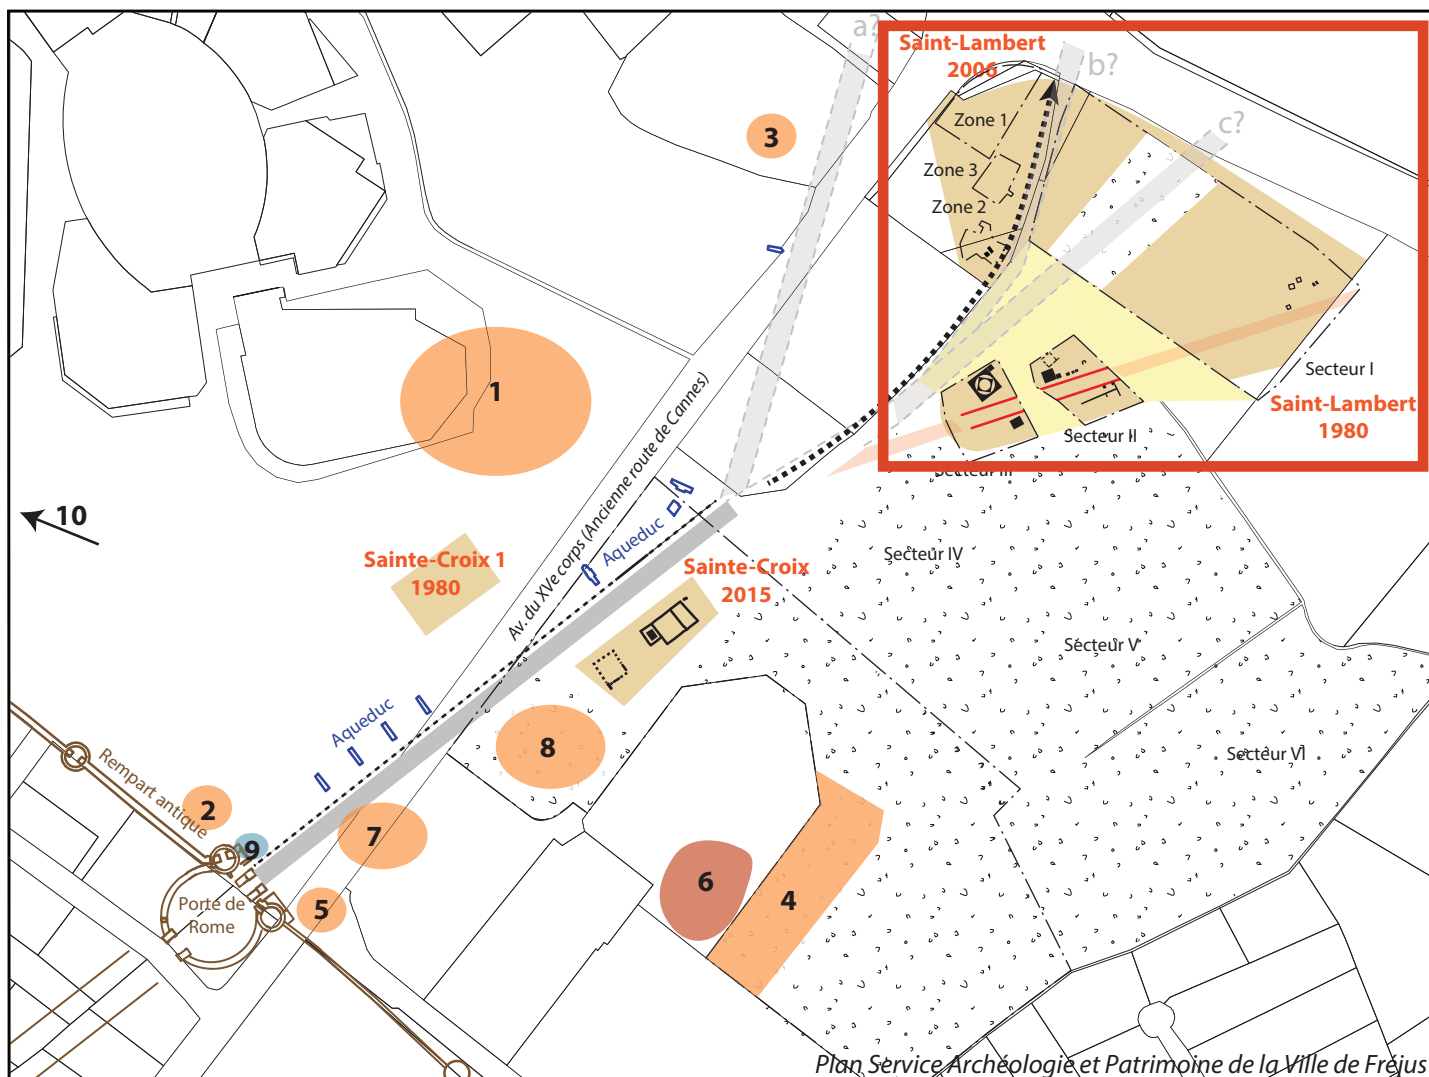 a?
Saint-Lambert
2006
b?
c?
Zone 1
3
Zone 3
Zone 2
Secteur I
1
Saint-Lambert
1980
Secteur II
Secteur III
Av. du XVe corps (Ancienne route de Cannes)
10
Aqueduc
Sainte-Croix 1
1980
Sainte-Croix
2015
Secteur IV
Secteur V
Aqueduc
8
Secteur VI
Rempart antique
2
7
9
6
4
5
Porte de
Rome
Plan Service Archéologie et Patrimoine de la Ville de Fréjus